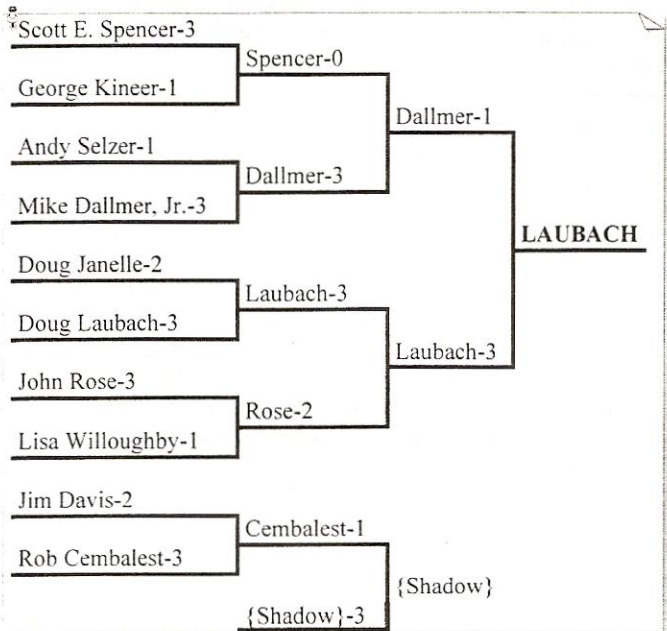 Scott E. Spencer-3
Spencer-0
George Kineer-1
Dallmer-1
Andy Selzer-1
Dallmer-3
Mike Dallmer, Jr.-3
LAUBACH
Doug Janelle-2
Laubach-3
Doug Laubach-3
Laubach-3
John Rose-3
Rose-2
Lisa Willoughby-1
Jim Davis-2
Cembalest-1
Rob Cembalest-3
{Shadow}
{Shadow}-3